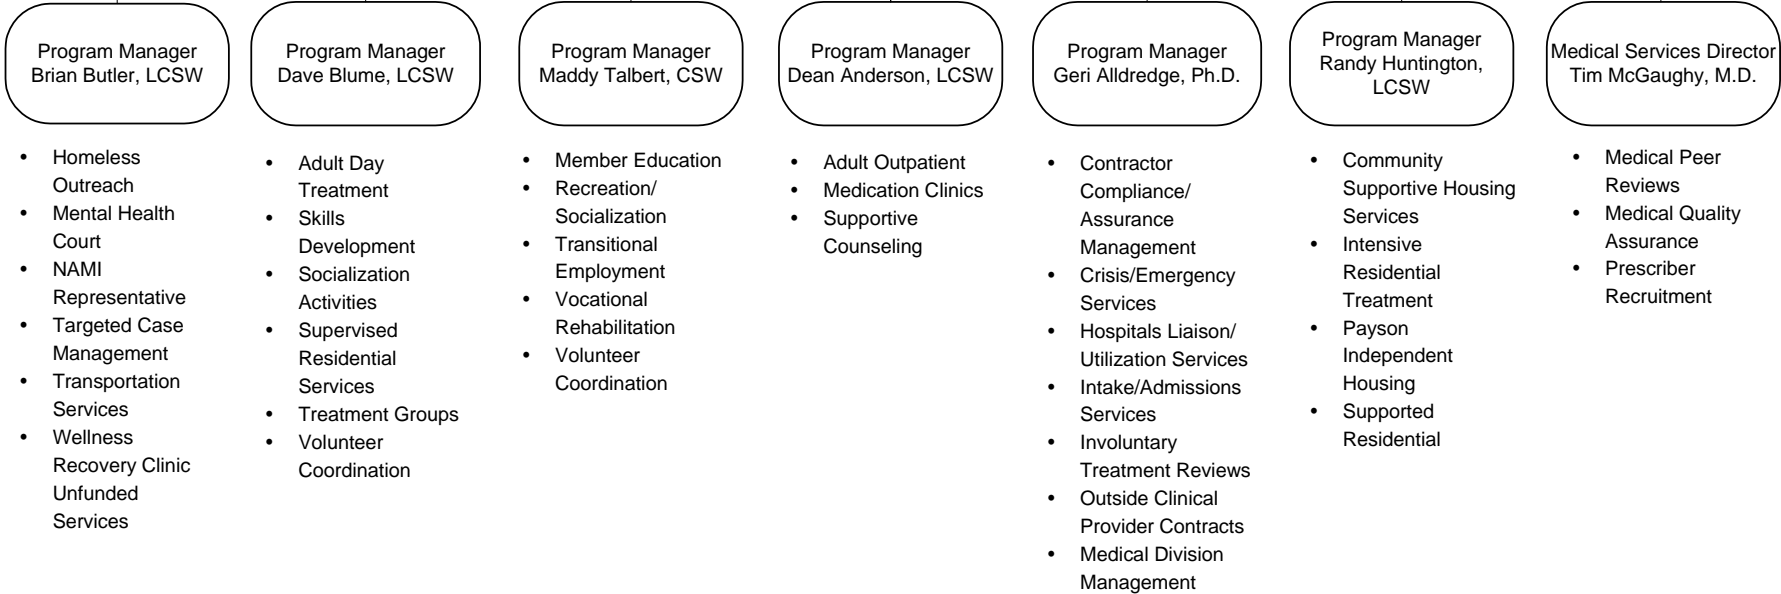 Program Manager
Brian Butler, LCSW
• Homeless
Outreach
• Mental Health
Court
• NAMI
Representative
• Targeted Case
Management
• Transportation
Services
• Wellness
Recovery Clinic
Unfunded
Services
Program Manager
Dave Blume, LCSW
• Adult Day
Treatment
• Skills
Development
• Socialization
Activities
• Supervised
Residential
Services
• Treatment Groups
• Volunteer
Coordination
Program Manager
Maddy Talbert, CSW
• Member Education
• Recreation/
Socialization
• Transitional
Employment
• Vocational
Rehabilitation
• Volunteer
Coordination
Program Manager
Dean Anderson, LCSW
• Adult Outpatient
• Medication Clinics
• Supportive
Counseling
Program Manager
Geri Alldredge, Ph.D.
• Contractor
Compliance/
Assurance
Management
• Crisis/Emergency
Services
• Hospitals Liaison/
Utilization Services
• Intake/Admissions
Services
• Involuntary
Treatment Reviews
• Outside Clinical
Provider Contracts
• Medical Division
Management
Program Manager
Randy Huntington,
LCSW
• Community
Supportive Housing
Services
• Intensive
Residential
Treatment
• Payson
Independent
Housing
• Supported
Residential
Medical Services Director
Tim McGaughy, M.D.
• Medical Peer
Reviews
• Medical Quality
Assurance
• Prescriber
Recruitment